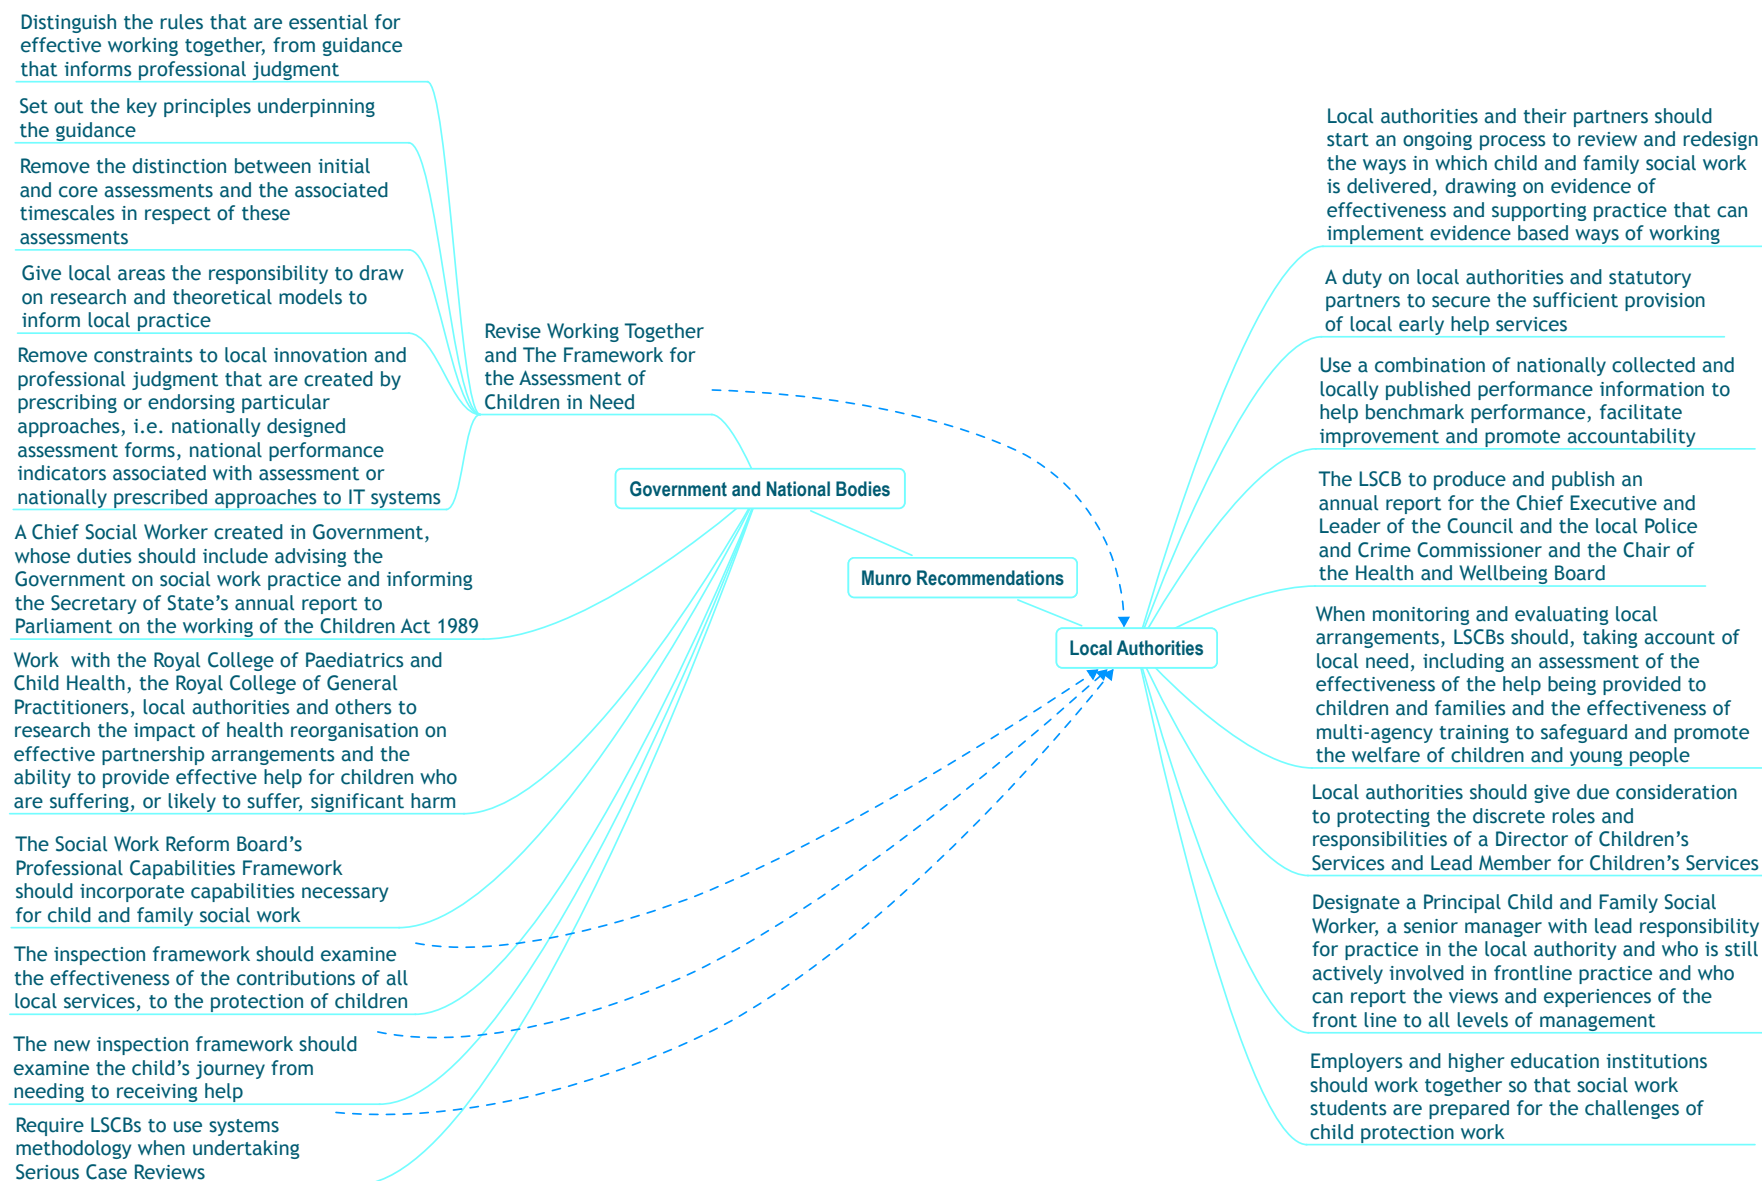 Distinguish the rules that are essential for
effective working together, from guidance
that informs professional judgment
Set out the key principles underpinning
the guidance
Remove the distinction between initial
and core assessments and the associated
timescales in respect of these
assessments
Give local areas the responsibility to draw
on research and theoretical models to
inform local practice
Remove constraints to local innovation and
professional judgment that are created by
prescribing or endorsing particular
approaches, i.e. nationally designed
assessment forms, national performance
indicators associated with assessment or
nationally prescribed approaches to IT systems
Revise Working Together
and The Framework for
the Assessment of
Children in Need
Government and National Bodies
A Chief Social Worker created in Government,
whose duties should include advising the
Government on social work practice and informing
the Secretary of State’s annual report to
Parliament on the working of the Children Act 1989
Work  with the Royal College of Paediatrics and
Child Health, the Royal College of General
Practitioners, local authorities and others to
research the impact of health reorganisation on
effective partnership arrangements and the
ability to provide effective help for children who
are suffering, or likely to suffer, significant harm
The Social Work Reform Board’s
Professional Capabilities Framework
should incorporate capabilities necessary
for child and family social work
The inspection framework should examine
the effectiveness of the contributions of all
local services, to the protection of children
The new inspection framework should
examine the child’s journey from
needing to receiving help
Require LSCBs to use systems
methodology when undertaking
Serious Case Reviews
Munro Recommendations
Local Authorities
Local authorities and their partners should
start an ongoing process to review and redesign
the ways in which child and family social work
is delivered, drawing on evidence of
effectiveness and supporting practice that can
implement evidence based ways of working
A duty on local authorities and statutory
partners to secure the sufficient provision
of local early help services
Use a combination of nationally collected and
locally published performance information to
help benchmark performance, facilitate
improvement and promote accountability
The LSCB to produce and publish an
annual report for the Chief Executive and
Leader of the Council and the local Police
and Crime Commissioner and the Chair of
the Health and Wellbeing Board
When monitoring and evaluating local
arrangements, LSCBs should, taking account of
local need, including an assessment of the
effectiveness of the help being provided to
children and families and the effectiveness of
multi-agency training to safeguard and promote
the welfare of children and young people
Local authorities should give due consideration
to protecting the discrete roles and
responsibilities of a Director of Children’s
Services and Lead Member for Children’s Services
Designate a Principal Child and Family Social
Worker, a senior manager with lead responsibility
for practice in the local authority and who is still
actively involved in frontline practice and who
can report the views and experiences of the
front line to all levels of management
Employers and higher education institutions
should work together so that social work
students are prepared for the challenges of
child protection work